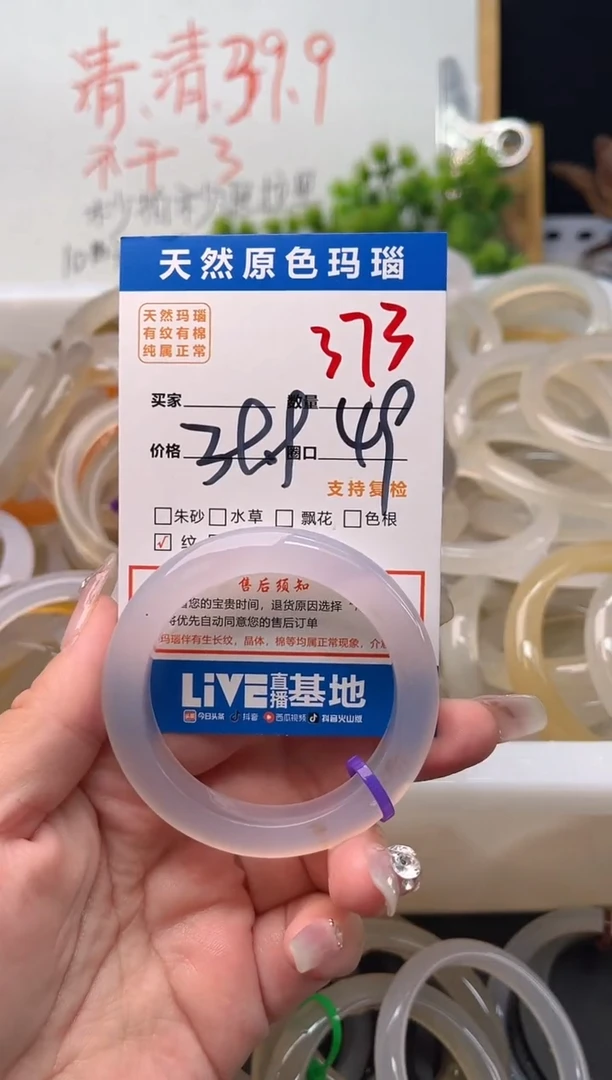 清.清39.9
天然原色玛瑙
天然玛瑙
有纹有棉
纯属正常
373
买家 数量
价格 39.9 圈口 49
支持复检
□朱砂□水草□飘花□色根
☑纹
售后须知
您的宝贵时间，退货原因选择
将优先自动同意您的售后订单
玛瑙伴有生长纹，晶体，棉等均属正常现象，介
LiVE直播基地
今日头条 抖音 西瓜视频 抖音火山版